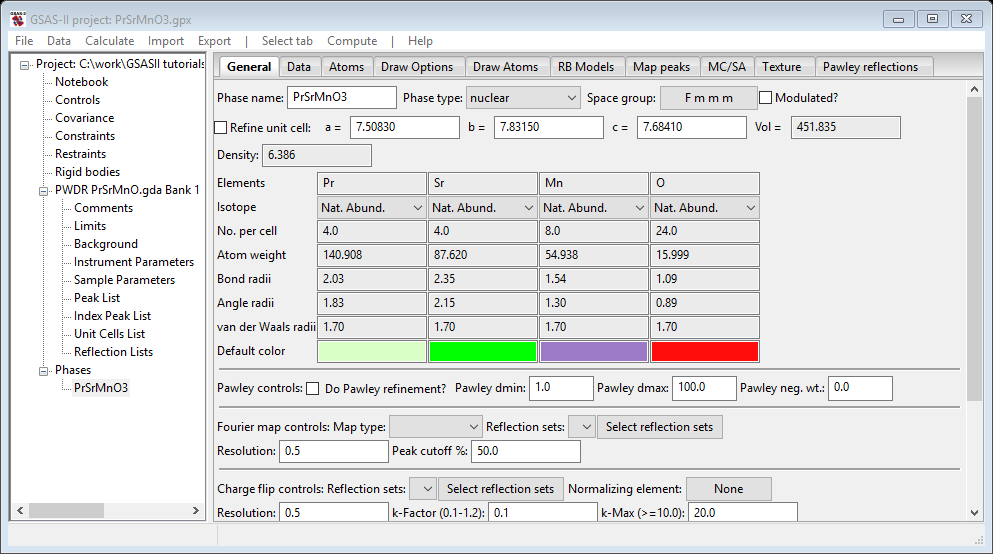 GSAS-II project: PrSrMnO3.gpx
File Data Calculate Import Export | Select tab Compute | Help
Project: C:\work\GSASII tutorials
Notebook
Controls
Covariance
Constraints
Restraints
Rigid bodies
PWDR PrSrMnO.gda Bank 1
Comments
Limits
Background
Instrument Parameters
Sample Parameters
Peak List
Index Peak List
Unit Cells List
Reflection Lists
Phases
PrSrMnO3
General Data Atoms Draw Options Draw Atoms RB Models Map peaks MC/SA Texture Pawley reflections
Phase name: PrSrMnO3 Phase type: nuclear Space group: F m m m Modulated?
Refine unit cell: a = 7.50830 b = 7.83150 c = 7.68410 Vol = 451.835
Density: 6.386
Elements Pr Sr Mn O
Isotope Nat. Abund. Nat. Abund. Nat. Abund. Nat. Abund.
No. per cell 4.0 4.0 8.0 24.0
Atom weight 140.908 87.620 54.938 15.999
Bond radii 2.03 2.35 1.54 1.09
Angle radii 1.83 2.15 1.30 0.89
van der Waals radii 1.70 1.70 1.70 1.70
Default color
Pawley controls: Do Pawley refinement? Pawley dmin: 1.0 Pawley dmax: 100.0 Pawley neg. wt.: 0.0
Fourier map controls: Map type: Reflection sets: Select reflection sets
Resolution: 0.5 Peak cutoff %: 50.0
Charge flip controls: Reflection sets: Select reflection sets Normalizing element: None
Resolution: 0.5 k-Factor (0.1-1.2): 0.1 k-Max (>=10.0): 20.0